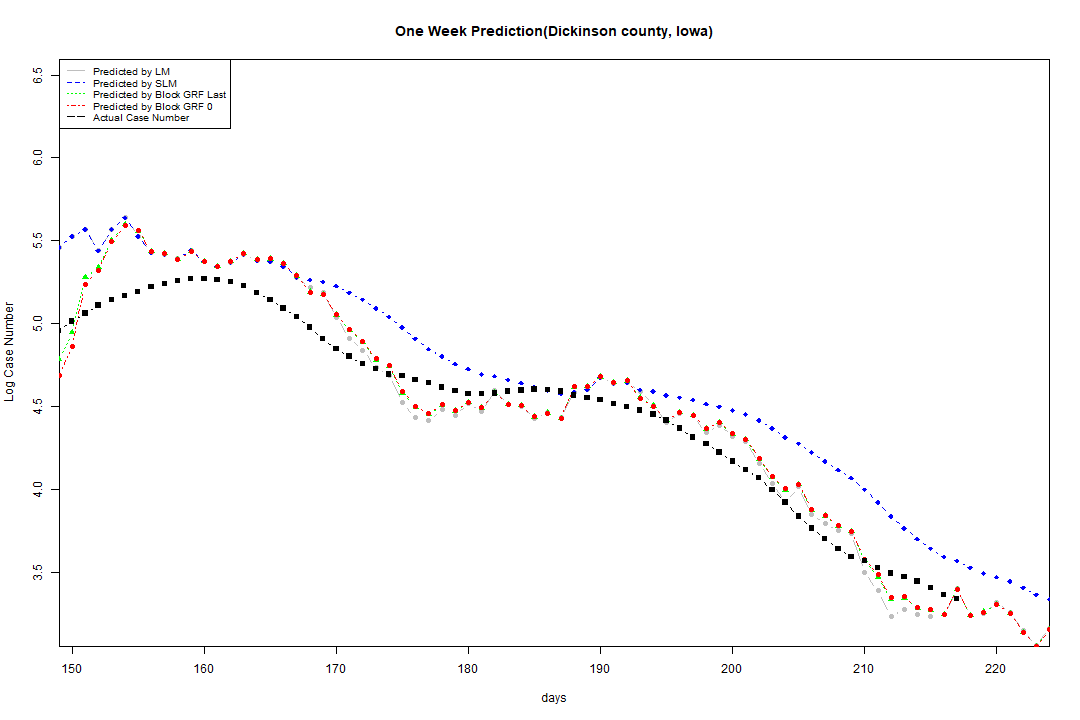 One Week Prediction(Dickinson county, Iowa)
Predicted by LM
Predicted by SLM
Predicted by Block GRF Last
Predicted by Block GRF 0
Actual Case Number
6.5
6.0
5.5
5.0
4.5
4.0
3.5
Log Case Number
150 160 170 180 190 200 210 220
days